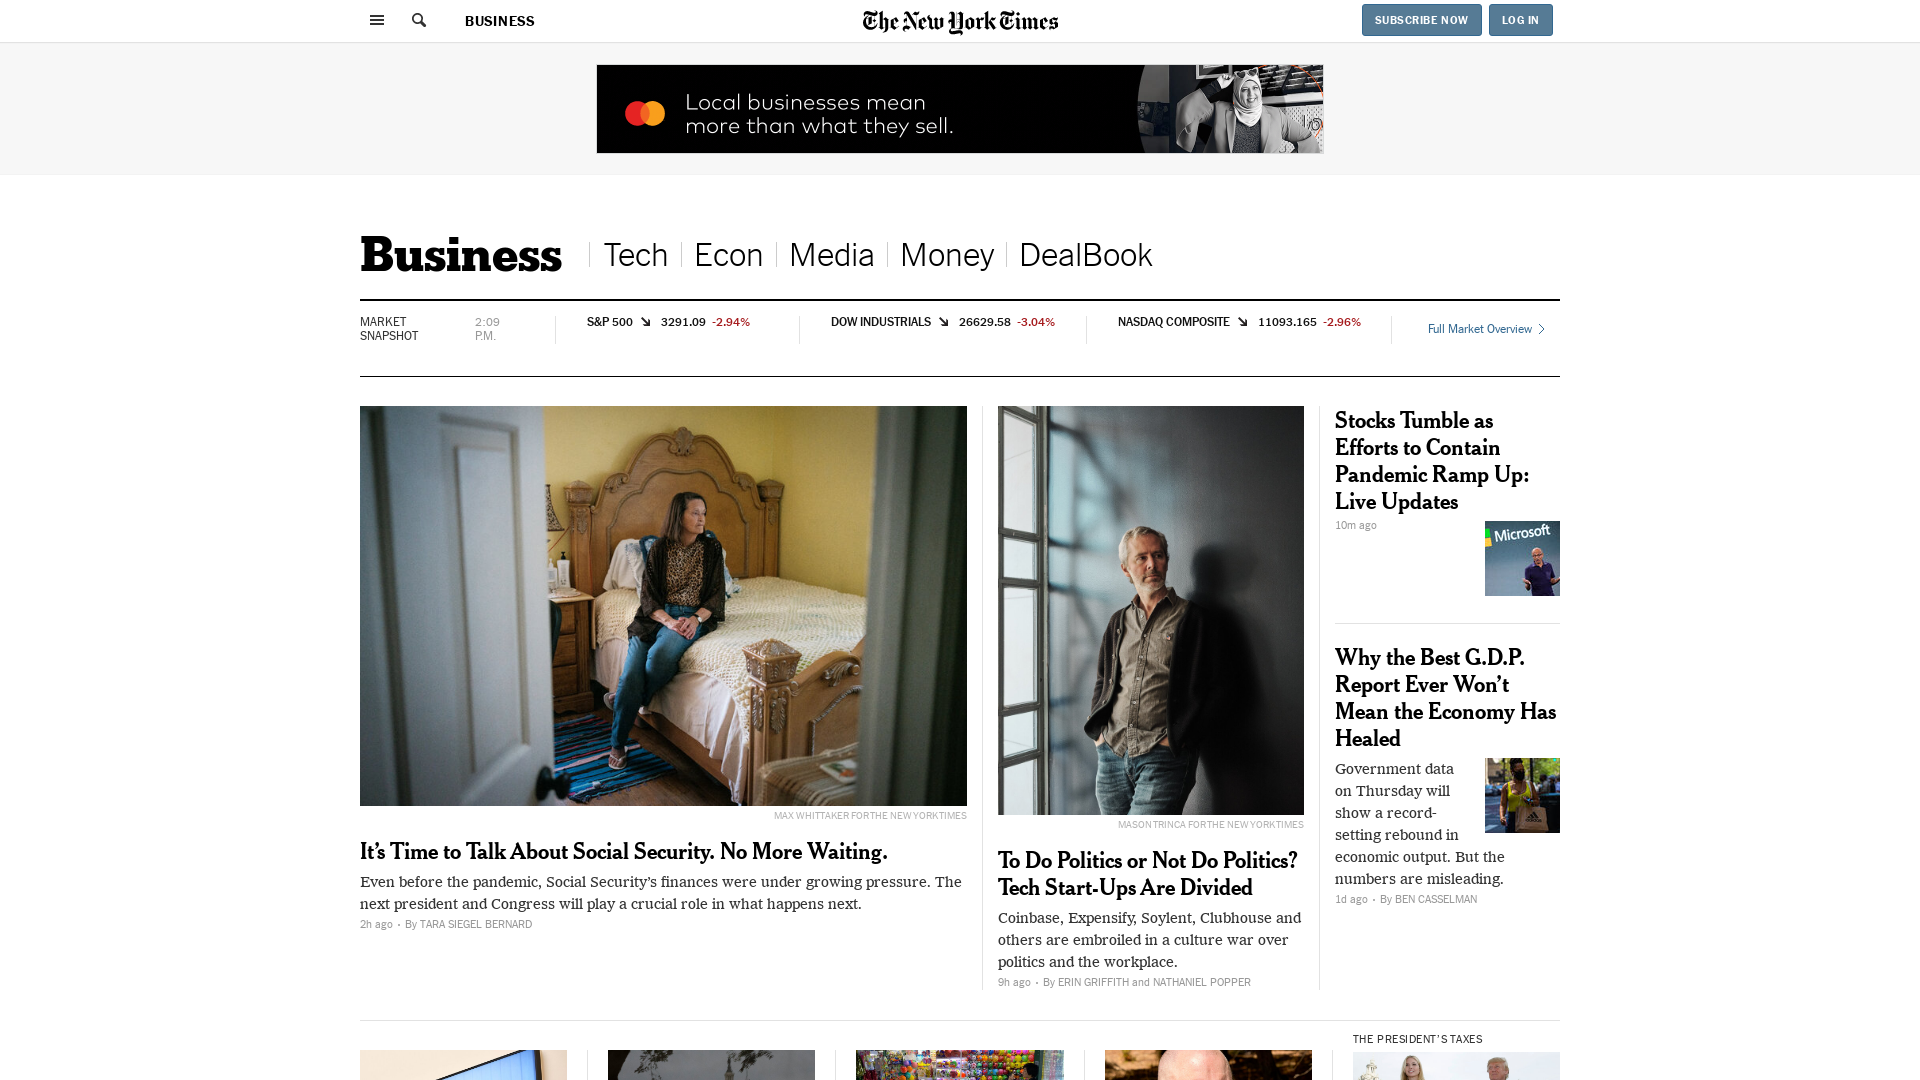 BUSINESS
The New York Times
SUBSCRIBE NOW
LOG IN
Local businesses mean
more than what they sell.
Business
Tech
Econ
Media
Money
DealBook
MARKET
SNAPSHOT
2:09
P.M.
S&P 500 3291.09 -2.94%
DOW INDUSTRIALS 26629.58 -3.04%
NASDAQ COMPOSITE 11093.165 -2.96%
Full Market Overview
MAX WHITTAKER FOR THE NEW YORK TIMES
It's Time to Talk About Social Security. No More Waiting.
Even before the pandemic, Social Security's finances were under growing pressure. The
next president and Congress will play a crucial role in what happens next.
2h ago • By TARA SIEGEL BERNARD
MASON TRINCA FOR THE NEW YORK TIMES
To Do Politics or Not Do Politics?
Tech Start-Ups Are Divided
Coinbase, Expensify, Soylent, Clubhouse and
others are embroiled in a culture war over
politics and the workplace.
9h ago • By ERIN GRIFFITH and NATHANIEL POPPER
Stocks Tumble as
Efforts to Contain
Pandemic Ramp Up:
Live Updates
10m ago
Microsoft
Why the Best G.D.P.
Report Ever Won't
Mean the Economy Has
Healed
Government data
on Thursday will
show a record-
setting rebound in
economic output. But the
numbers are misleading.
1d ago • By BEN CASSELMAN
THE PRESIDENT'S TAXES